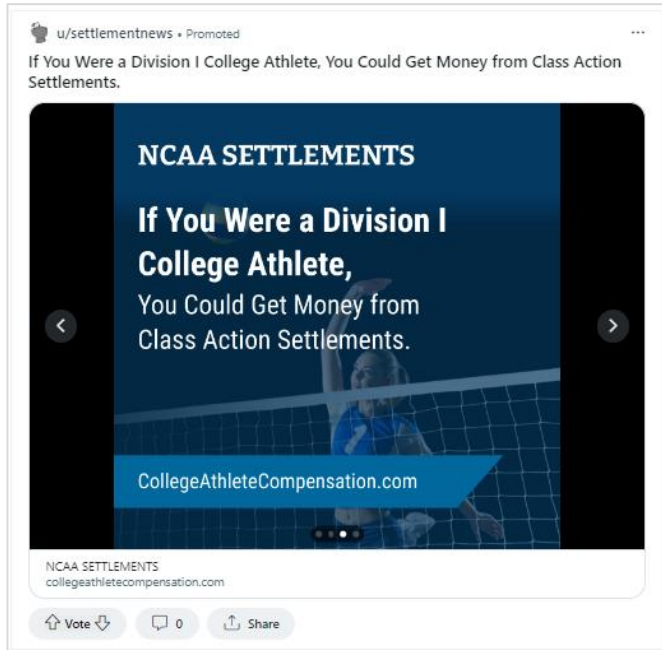 u/settlementnews • Promoted
If You Were a Division I College Athlete, You Could Get Money from Class Action
Settlements.
NCAA SETTLEMENTS
If You Were a Division I
College Athlete,
You Could Get Money from
Class Action Settlements.
CollegeAthleteCompensation.com
NCAA SETTLEMENTS
collegeathletecompensation.com
Vote
0
Share